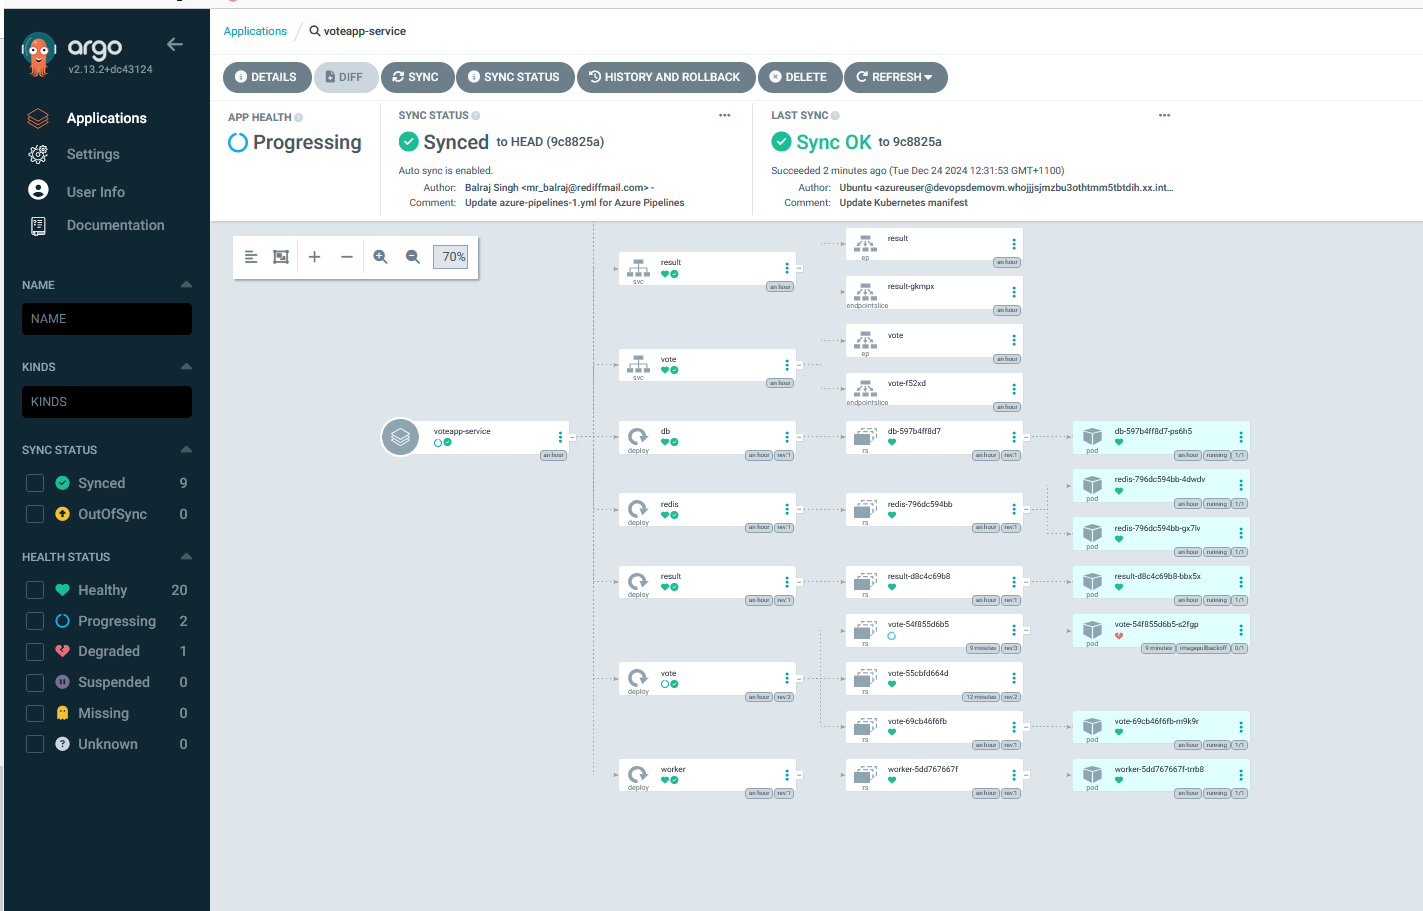 argo
v2.13.2+dc43124
Applications
Settings
User Info
Documentation
NAME
NAME
KINDS
KINDS
SYNC STATUS
Synced 9
OutOfSync 0
HEALTH STATUS
Healthy 20
Progressing 2
Degraded 1
Suspended 0
Missing 0
Unknown 0
Applications / voteapp-service
DETAILS DIFF SYNC SYNC STATUS HISTORY AND ROLLBACK DELETE REFRESH
APP HEALTH
Progressing
SYNC STATUS
Synced to HEAD (9c8825a)
Auto sync is enabled.
Author: Balraj Singh <mr_balraj@rediffmail.com> -
Comment: Update azure-pipelines-1.yml for Azure Pipelines
LAST SYNC
Sync OK to 9c8825a
Succeeded 2 minutes ago (Tue Dec 24 2024 12:31:53 GMT+1100)
Author: Ubuntu <azureuser@devopsdemovm.whojjjsjmzbu3othtmm5tbtdih.xx.int...
Comment: Update Kubernetes manifest
70%
voteapp-service
an hour
result
svc
an hour
vote
svc
an hour
db
deploy
an hour rev:1
redis
deploy
an hour rev:1
result
deploy
an hour rev:1
vote
deploy
an hour rev:3
worker
deploy
an hour rev:1
result
ep
an hour
result-gkmpx
endpointslice
an hour
vote
ep
an hour
vote-f52xd
endpointslice
an hour
db-597b4ff8d7
rs
an hour rev:1
redis-796dc594bb
rs
an hour rev:1
result-d8c4c69b8
rs
an hour rev:1
vote-54f855d6b5
rs
9 minutes rev:3
vote-55cbfd664d
rs
12 minutes rev:2
vote-69cb46f6fb
rs
an hour rev:1
worker-5dd767667f
rs
an hour rev:1
db-597b4ff8d7-ps6h5
pod
an hour running 1/1
redis-796dc594bb-4dwdv
pod
an hour running 1/1
redis-796dc594bb-gx7lv
pod
an hour running 1/1
result-d8c4c69b8-bbx5x
pod
an hour running 1/1
vote-54f855d6b5-s2fgp
pod
9 minutes imagepullbackoff 0/1
vote-69cb46f6fb-m9k9r
pod
an hour running 1/1
worker-5dd767667f-trrb8
pod
an hour running 1/1